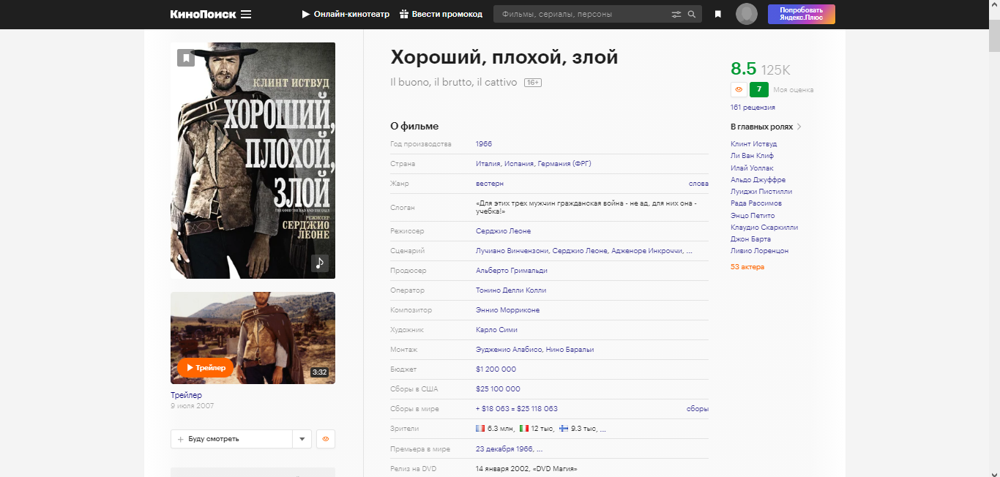 КиноПоиск
Онлайн-кинотеатр
Ввести промокод
Фильмы, сериалы, персоны
Попробовать
Яндекс.Плюс
КЛИНТ ИСТВУД
ХОРОШИЙ,
ПЛОХОЙ,
ЗЛОЙ
THE GOOD THE BAD AND THE UGLY
РЕЖИССЕР
СЕРДЖИО
ЛЕОНЕ
Трейлер
3:32
Трейлер
9 июля 2007
Буду смотреть
Хороший, плохой, злой
Il buono, il brutto, il cattivo 16+
О фильме
Год производства 1966
Страна Италия, Испания, Германия (ФРГ)
Жанр вестерн слова
Слоган «Для этих трех мужчин гражданская война - не ад, для них она -
учебка!»
Режиссер Серджио Леоне
Сценарий Лучиано Винчензони, Серджио Леоне, Адженоре Инкроччи, ...
Продюсер Альберто Гримальди
Оператор Тонино Делли Колли
Композитор Эннио Морриконе
Художник Карло Сими
Монтаж Эудженио Алабисо, Нино Баральи
Бюджет $1 200 000
Сборы в США $25 100 000
Сборы в мире + $18 063 = $25 118 063 сборы
Зрители 6.3 млн, 12 тыс, 9.3 тыс, ...
Премьера в мире 23 декабря 1966, ...
Релиз на DVD 14 января 2002, «DVD Магия»
8.5 125K
7 Моя оценка
161 рецензия
В главных ролях
Клинт Иствуд
Ли Ван Клиф
Илай Уоллак
Альдо Джуффре
Луиджи Пистилли
Рада Рассимов
Энцо Петито
Клаудио Скаркилли
Джон Барта
Ливио Лоренцон
53 актера